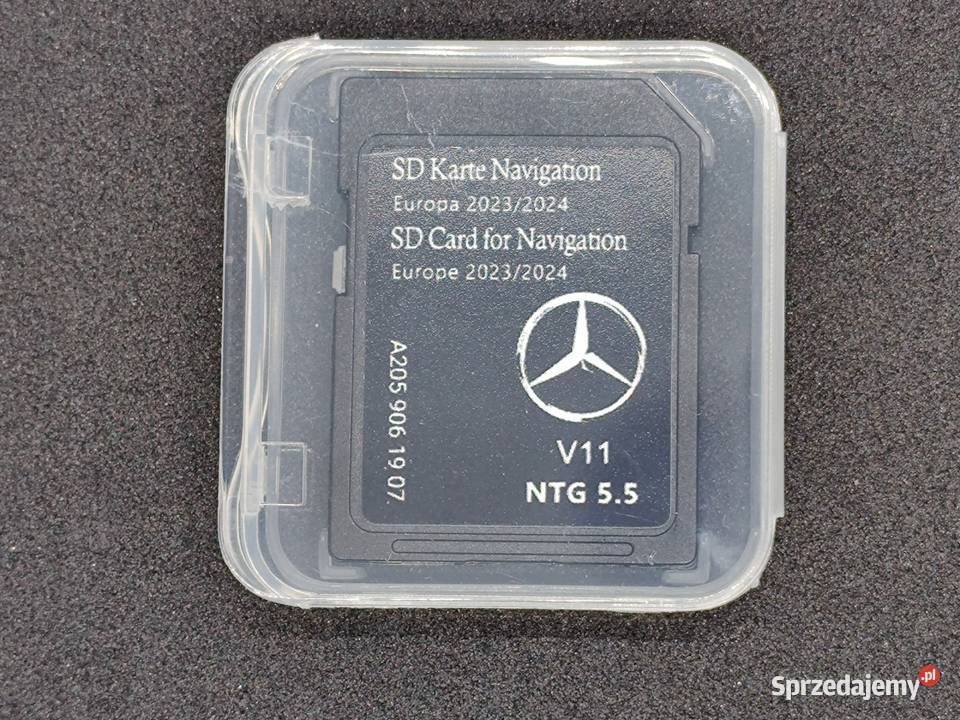 SD Karte Navigation
Europa 2023/2024
SD Card for Navigation
Europe 2023/2024
A205 906 19 07
V11
NTG 5.5
Sprzedajemy.pl